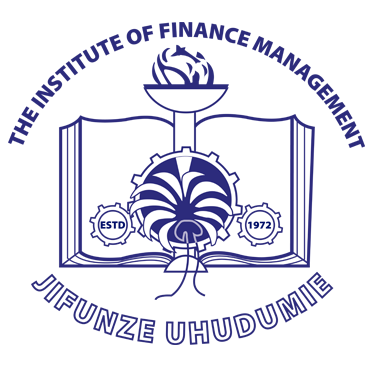 THE INSTITUTE OF FINANCE MANAGEMENT
ESTD
1972
JIFUNZE UHUDUMIE